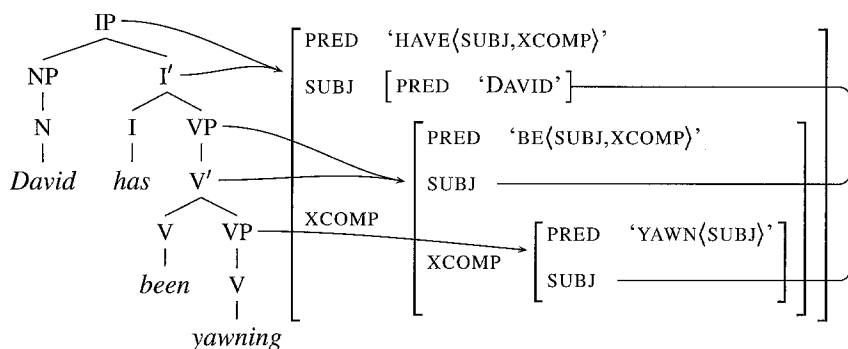 IP
PRED ‘HAVE⟨SUBJ,XCOMP⟩’
NP I′ SUBJ [PRED ‘DAVID’]
N I VP PRED ‘BE⟨SUBJ,XCOMP⟩’
David has V′ SUBJ
XCOMP
V VP PRED ‘YAWN⟨SUBJ⟩’
XCOMP
been V SUBJ
yawning